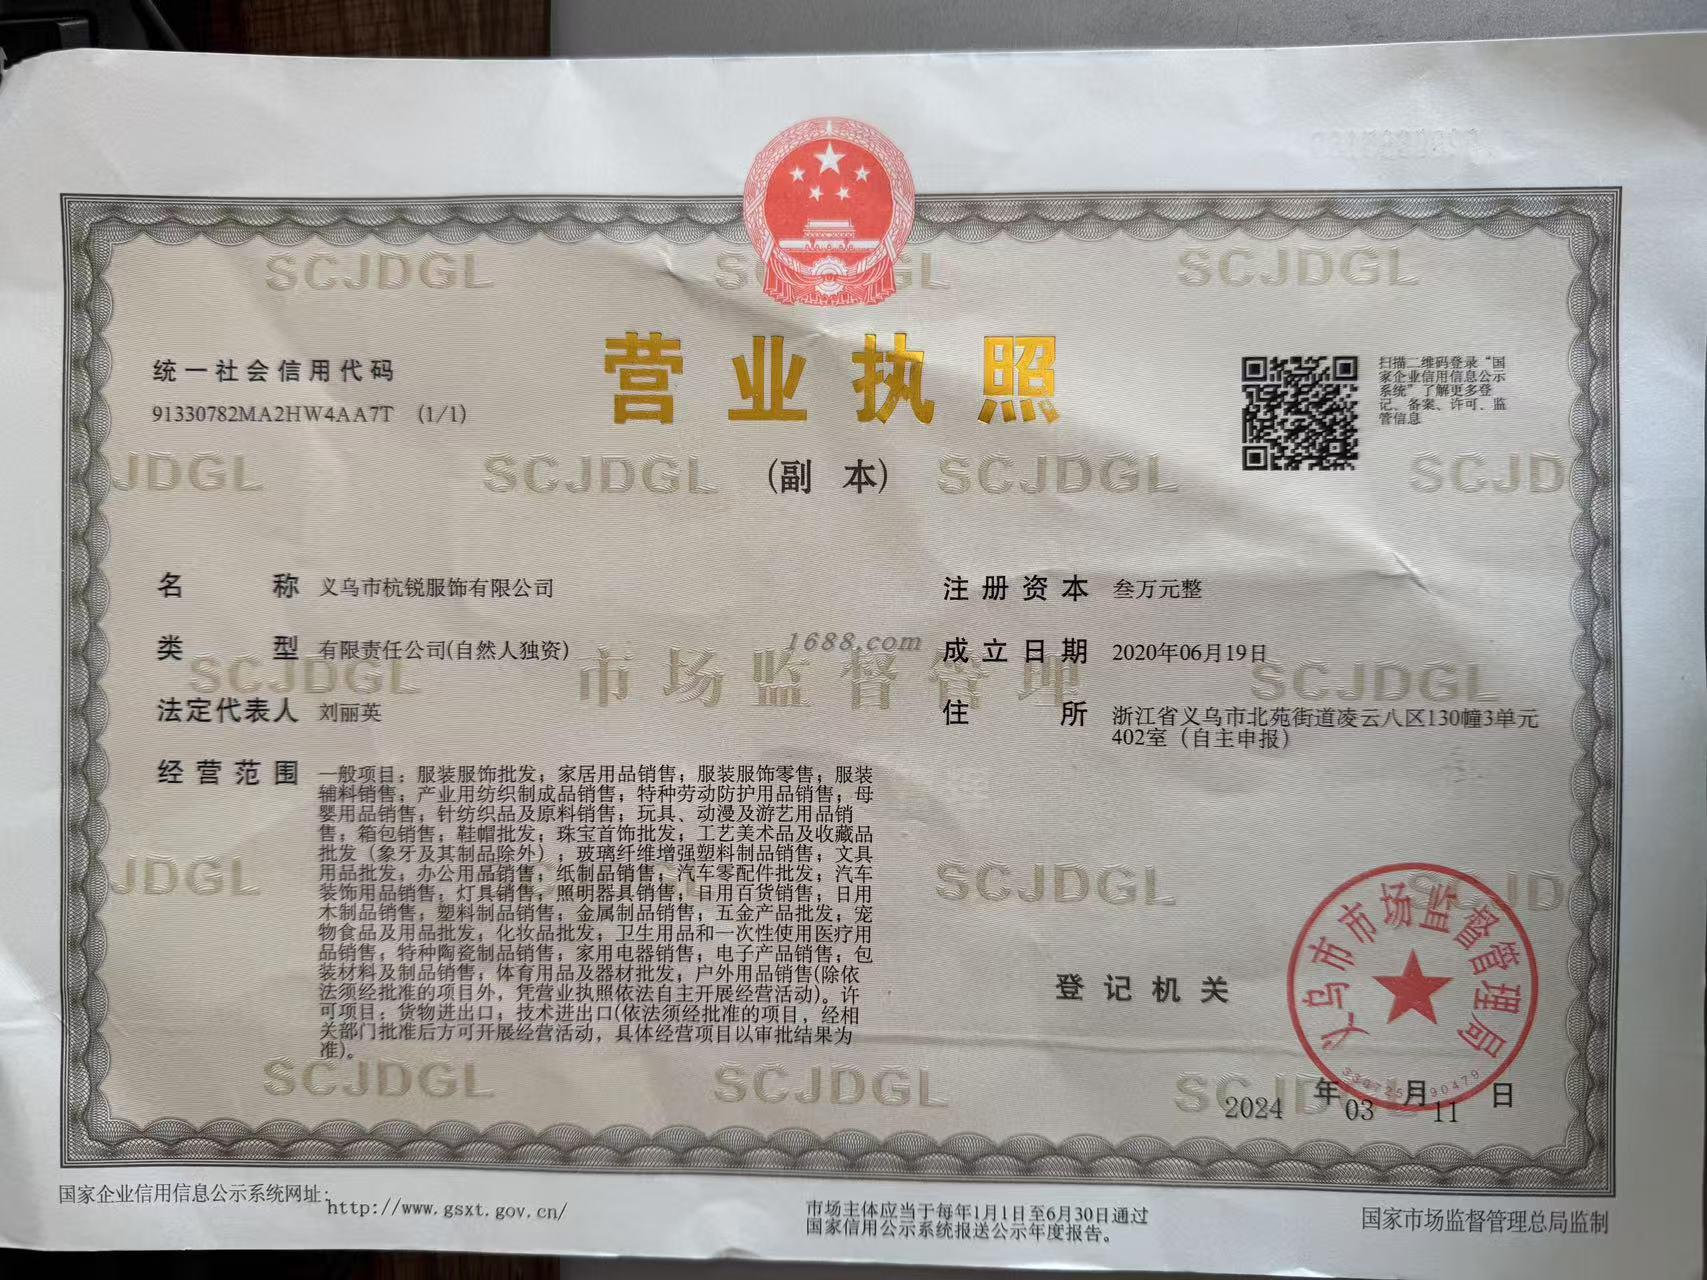 统一社会信用代码
91330782MA2HW4AA7T (1/1)
营业执照
(副 本)
扫描二维码登录“国
家企业信用信息公示
系统”了解更多登
记、备案、许可、监
管信息
名称 义乌市杭锐服饰有限公司
类型 有限责任公司(自然人独资)
法定代表人 刘丽英
经营范围 一般项目：服装服饰批发；家居用品销售；服装服饰零售；服装
辅料销售；产业用纺织制成品销售；特种劳动防护用品销售；母
婴用品销售；针纺织品及原料销售；玩具、动漫及游艺用品销
售；箱包销售；鞋帽批发；珠宝首饰批发；工艺美术品及收藏品
批发（象牙及其制品除外）；玻璃纤维增强塑料制品销售；文具
用品批发；办公用品销售；纸制品销售；汽车零配件批发；汽车
装饰用品销售；灯具销售；照明器具销售；日用百货销售；日用
木制品销售；塑料制品销售；金属制品销售；五金产品批发；宠
物食品及用品批发；化妆品批发；卫生用品和一次性使用医疗用
品销售；特种陶瓷制品销售；家用电器销售；电子产品销售；包
装材料及制品销售；体育用品及器材批发；户外用品销售(除依
法须经批准的项目外，凭营业执照依法自主开展经营活动)。许
可项目：货物进出口；技术进出口(依法须经批准的项目，经相
关部门批准后方可开展经营活动，具体经营项目以审批结果为
准)。
注册资本 叁万元整
成立日期 2020年06月19日
住所 浙江省义乌市北苑街道凌云八区130幢3单元
402室（自主申报）
1688.com
市场监督管理
SCJDGL
登记机关
义乌市市场监督管理局
2024年03月11日
国家企业信用信息公示系统网址：http://www.gsxt.gov.cn/
市场主体应当于每年1月1日至6月30日通过
国家信用公示系统报送公示年度报告。
国家市场监督管理总局监制